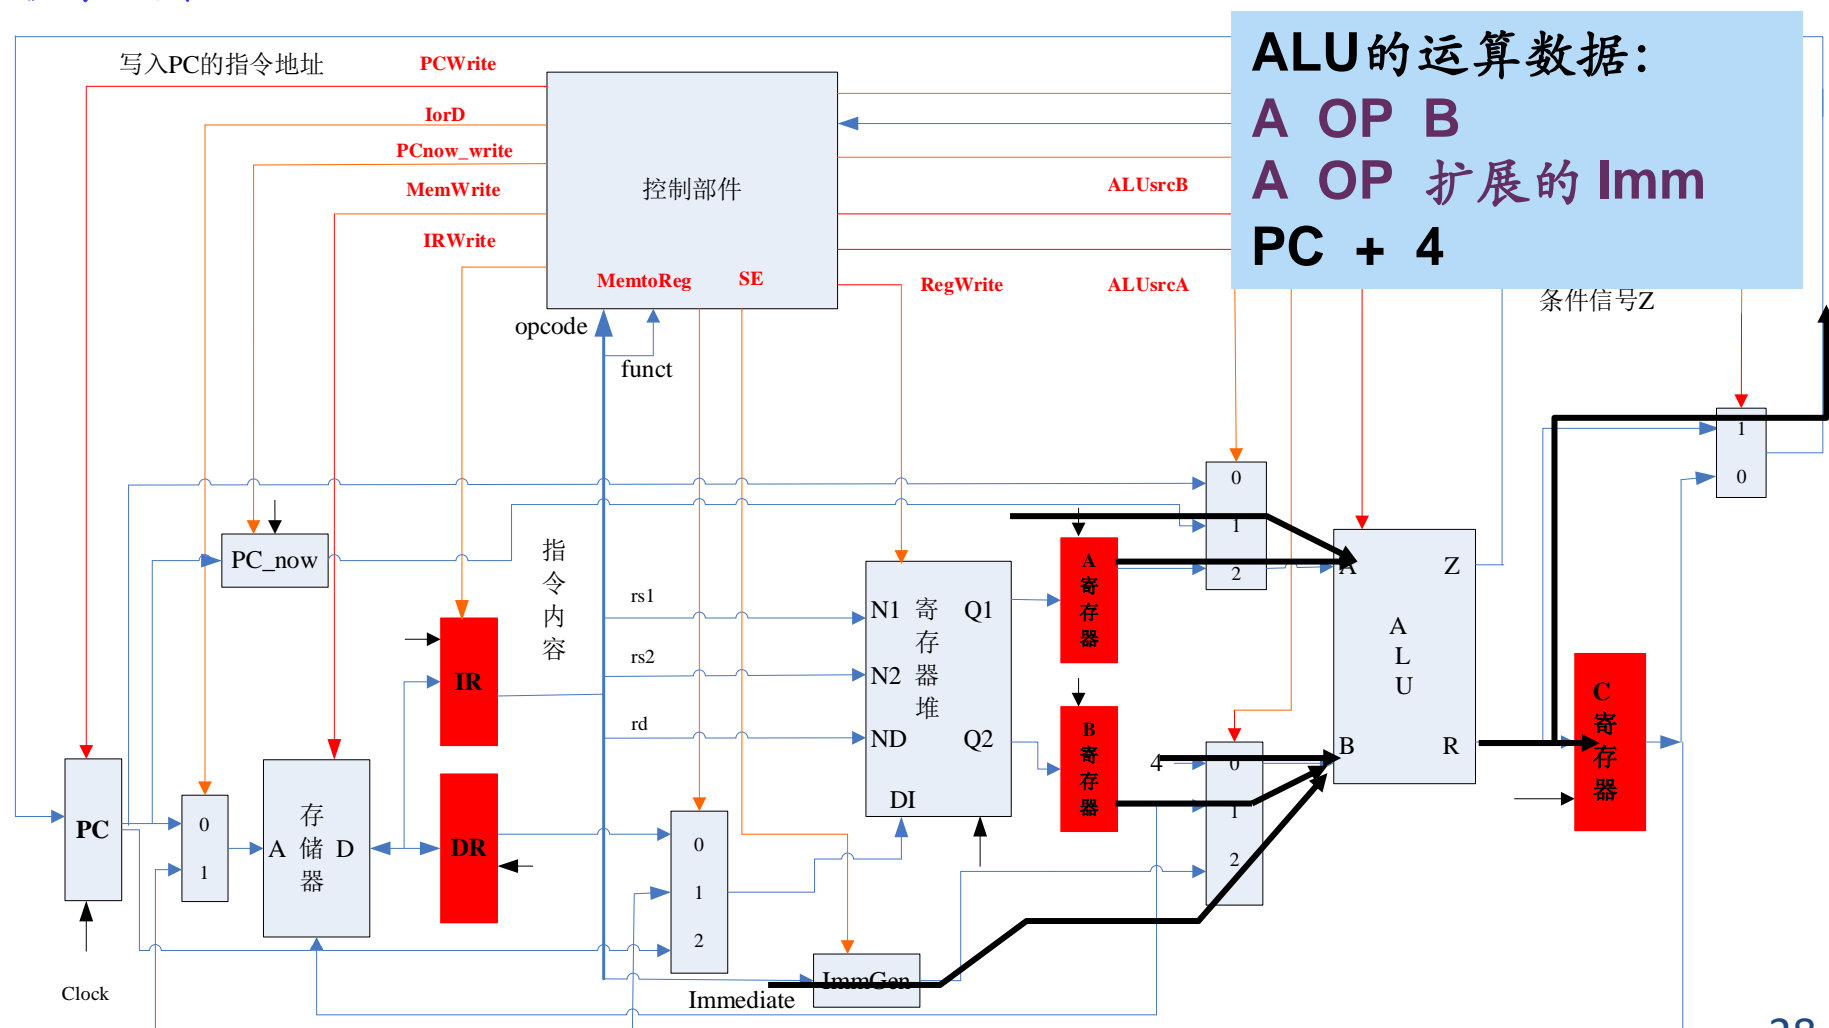 ALU的运算数据:
A OP B
A OP 扩展的 Imm
PC + 4
写入PC的指令地址
PCWrite
IorD
PCnow_write
MemWrite
IRWrite
控制部件
MemtoReg
SE
RegWrite
ALUsrcB
ALUsrcA
条件信号Z
opcode
funct
PC_now
指令内容
IR
DR
rs1
rs2
rd
N1
N2
ND
寄存器堆
Q1
Q2
DI
A寄存器
B寄存器
0
1
2
4
0
1
2
A
B
ALU
Z
R
C寄存器
1
0
PC
0
1
A
存储器
D
0
1
2
ImmGen
Immediate
Clock